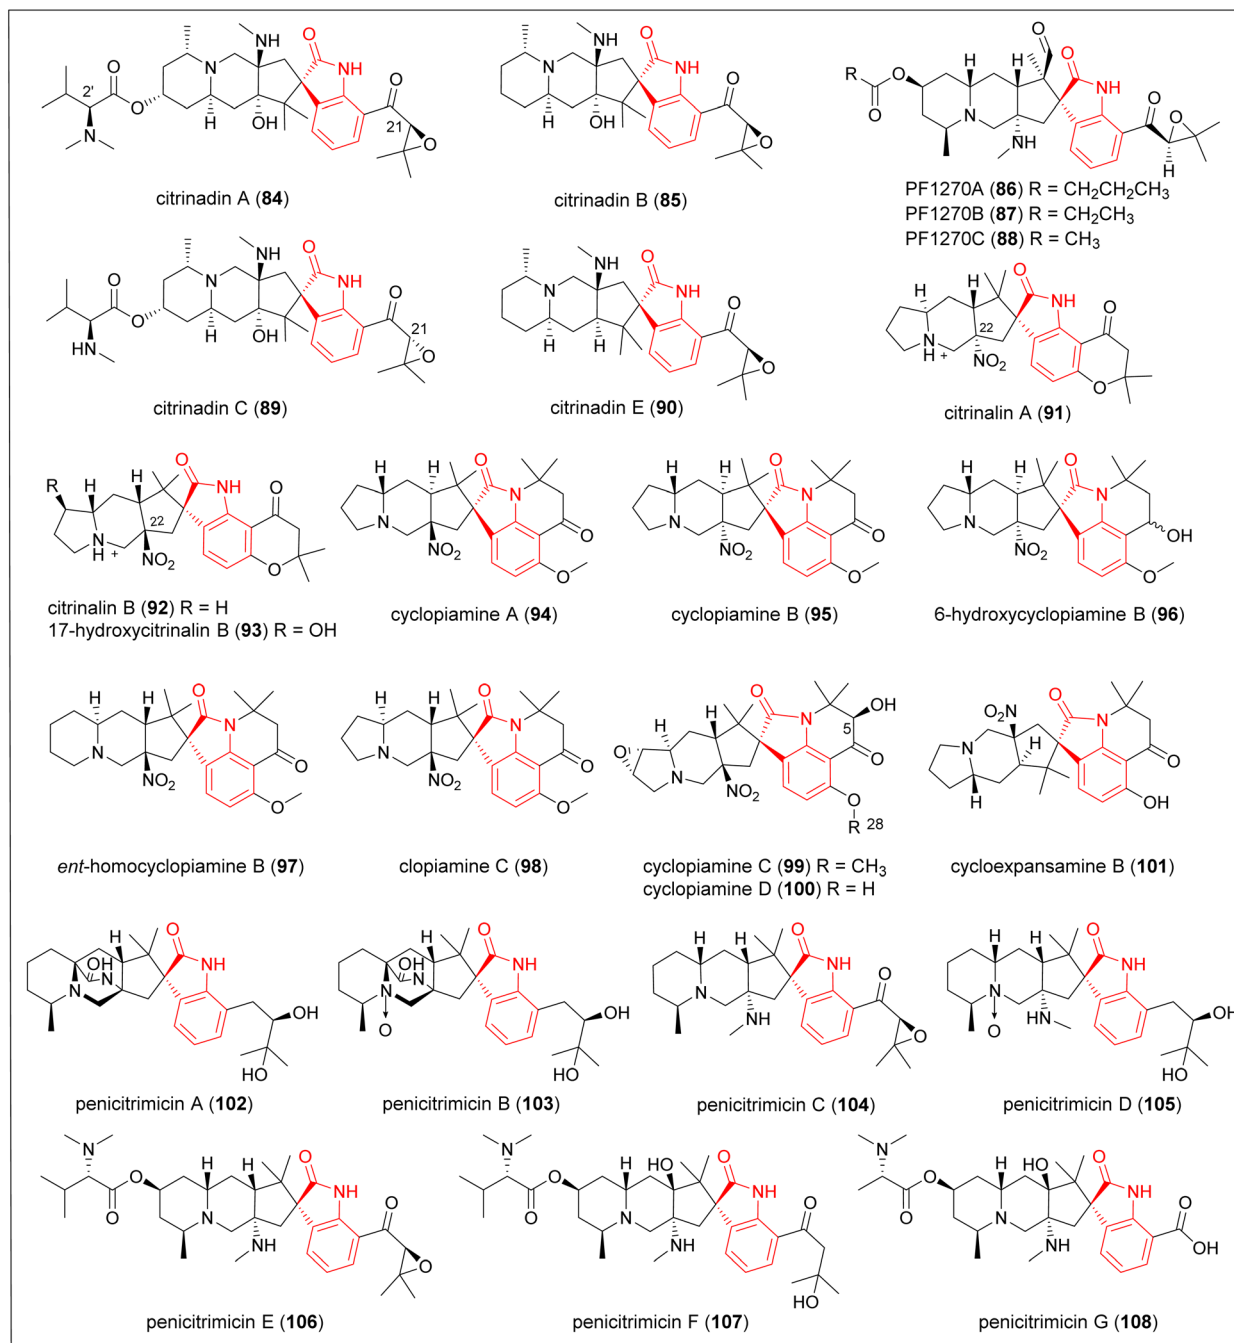 citrinadin A (84)
citrinadin B (85)
PF1270A (86) R = CH₂CH₂CH₃
PF1270B (87) R = CH₂CH₃
PF1270C (88) R = CH₃
citrinadin C (89)
citrinadin E (90)
citrinalin A (91)
citrinalin B (92) R = H
17-hydroxycitrinalin B (93) R = OH
cyclopiamine A (94)
cyclopiamine B (95)
6-hydroxycyclopiamine B (96)
ent-homocyclopiamine B (97)
clopiamine C (98)
cyclopiamine C (99) R = CH₃
cyclopiamine D (100) R = H
cycloexpansamine B (101)
penicitrimicin A (102)
penicitrimicin B (103)
penicitrimicin C (104)
penicitrimicin D (105)
penicitrimicin E (106)
penicitrimicin F (107)
penicitrimicin G (108)